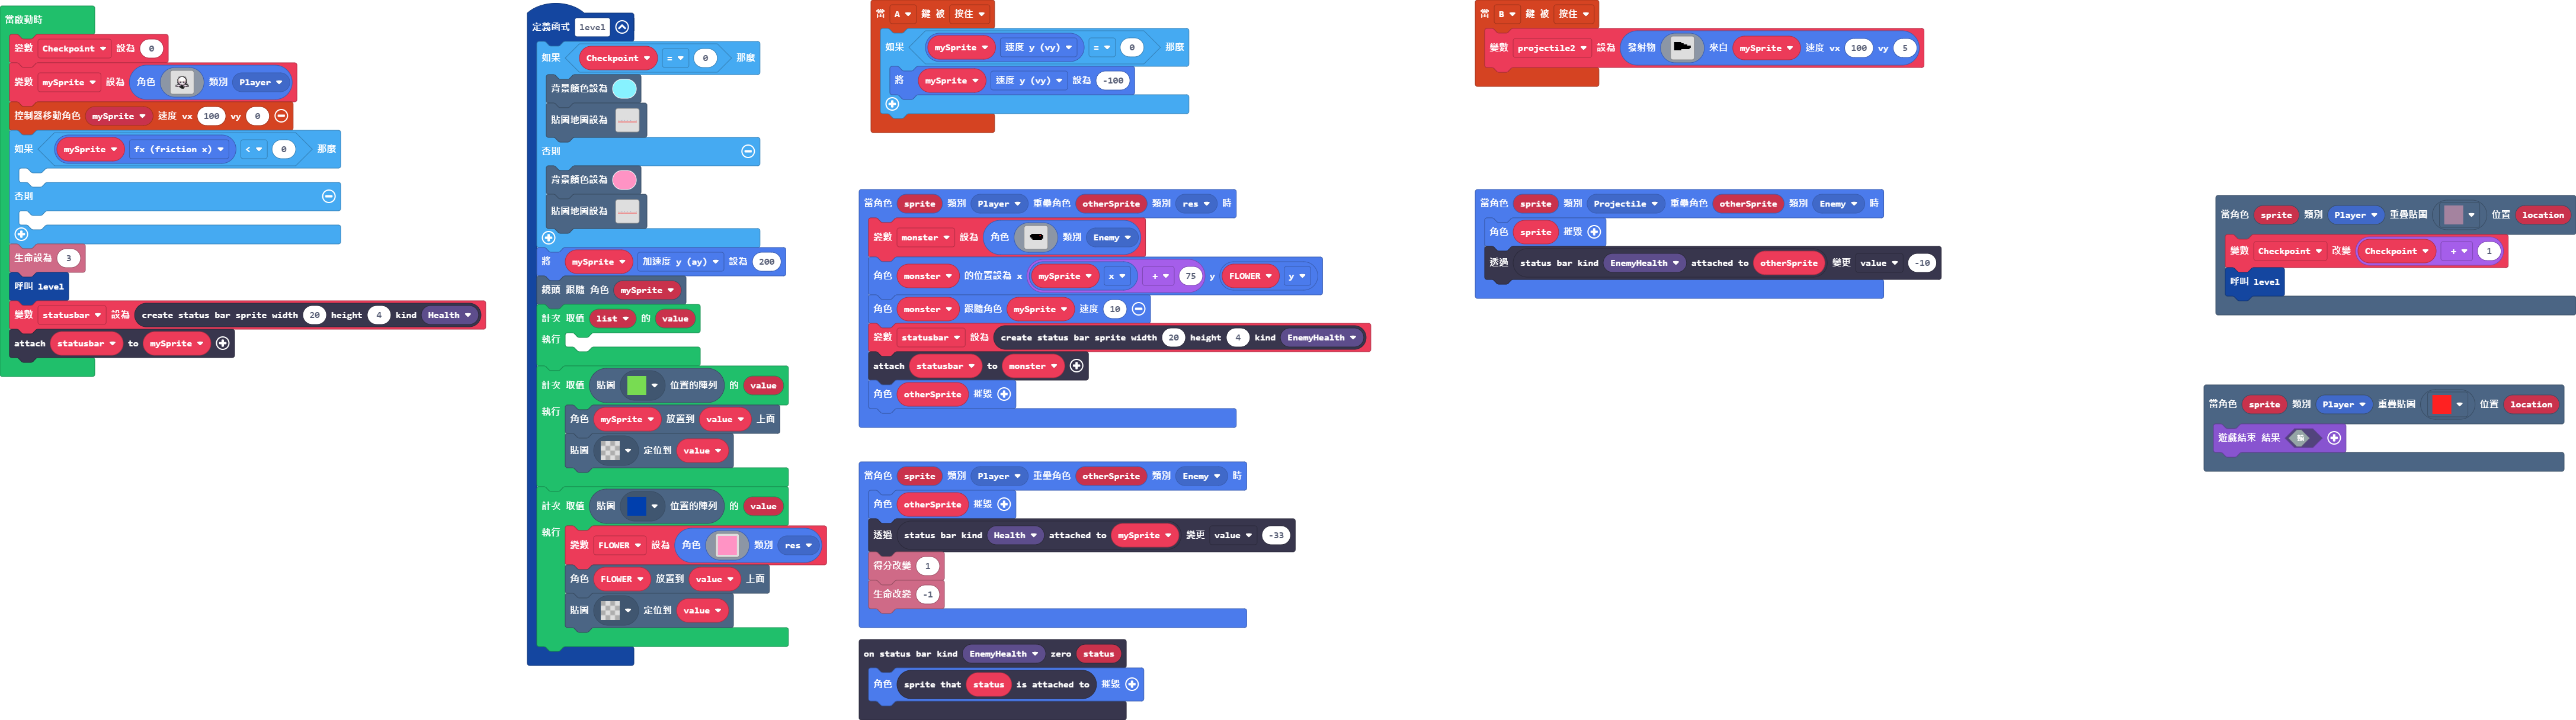 當啟動時
變數 Checkpoint 設為 0
變數 mySprite 設為 角色 類別 Player
控制器移動角色 mySprite 速度 vx 100 vy 0
如果 mySprite fx (friction x) < 0 那麼
否則
生命設為 3
呼叫 level
變數 statusbar 設為 create status bar sprite width 20 height 4 kind Health
attach statusbar to mySprite
定義函式 level
如果 Checkpoint = 0 那麼
背景顏色設為
貼圖地圖設為
否則
背景顏色設為
貼圖地圖設為
將 mySprite 加速度 y (ay) 設為 200
鏡頭 跟隨 角色 mySprite
計次 取值 list 的 value
執行
計次 取值 貼圖 位置的陣列 的 value
執行
角色 mySprite 放置到 value 上面
貼圖 定位到 value
計次 取值 貼圖 位置的陣列 的 value
執行
變數 FLOWER 設為 角色 類別 res
角色 FLOWER 放置到 value 上面
貼圖 定位到 value
當 A 鍵 被 按住
如果 mySprite 速度 y (vy) = 0 那麼
將 mySprite 速度 y (vy) 設為 -100
當角色 sprite 類別 Player 重疊角色 otherSprite 類別 res 時
變數 monster 設為 角色 類別 Enemy
角色 monster 的位置設為 x mySprite x + 75 y FLOWER y
角色 monster 跟隨角色 mySprite 速度 10
變數 statusbar 設為 create status bar sprite width 20 height 4 kind EnemyHealth
attach statusbar to monster
角色 otherSprite 摧毀
當角色 sprite 類別 Player 重疊角色 otherSprite 類別 Enemy 時
角色 otherSprite 摧毀
透過 status bar kind Health attached to mySprite 變更 value -33
得分改變 1
生命改變 -1
on status bar kind EnemyHealth zero status
角色 sprite that status is attached to 摧毀
當 B 鍵 被 按住
變數 projectile2 設為 發射物 來自 mySprite 速度 vx 100 vy 5
當角色 sprite 類別 Projectile 重疊角色 otherSprite 類別 Enemy 時
角色 sprite 摧毀
透過 status bar kind EnemyHealth attached to otherSprite 變更 value -10
當角色 sprite 類別 Player 重疊貼圖 位置 location
變數 Checkpoint 改變 Checkpoint + 1
呼叫 level
當角色 sprite 類別 Player 重疊貼圖 位置 location
遊戲結束 結果 輸